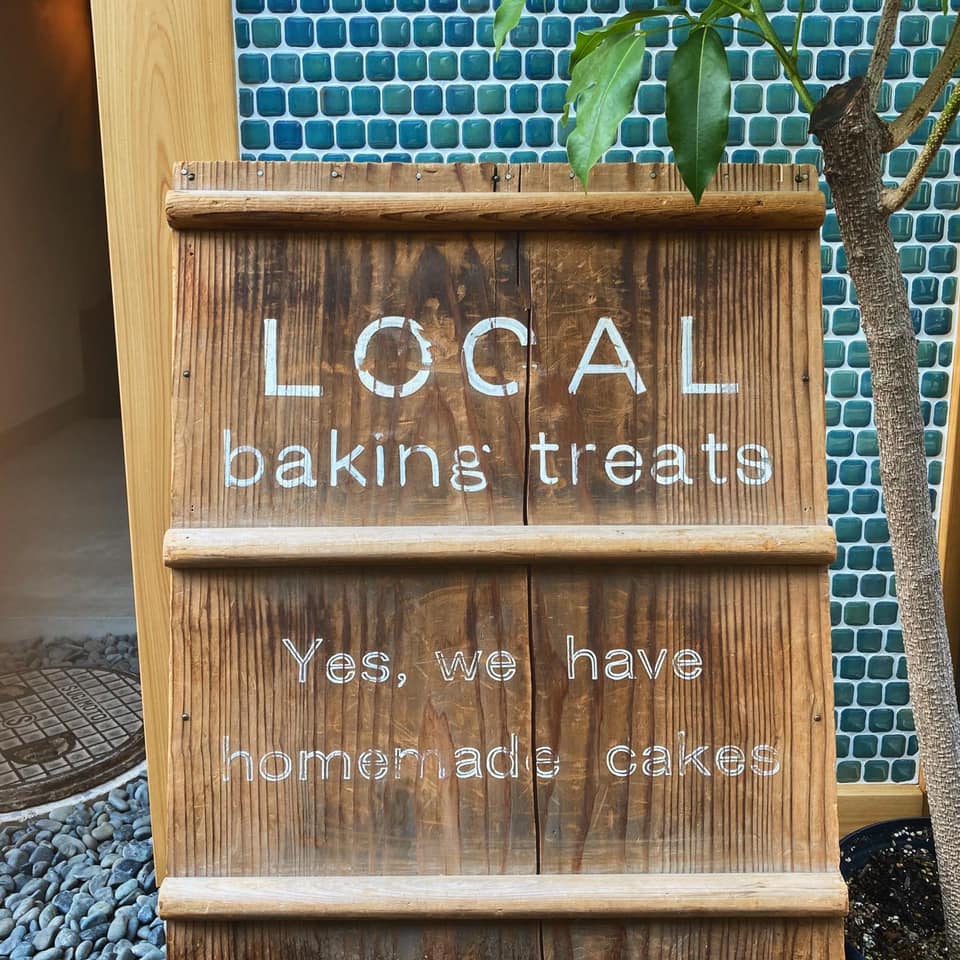 LOCAL
baking treats
Yes, we have
homemade cakes